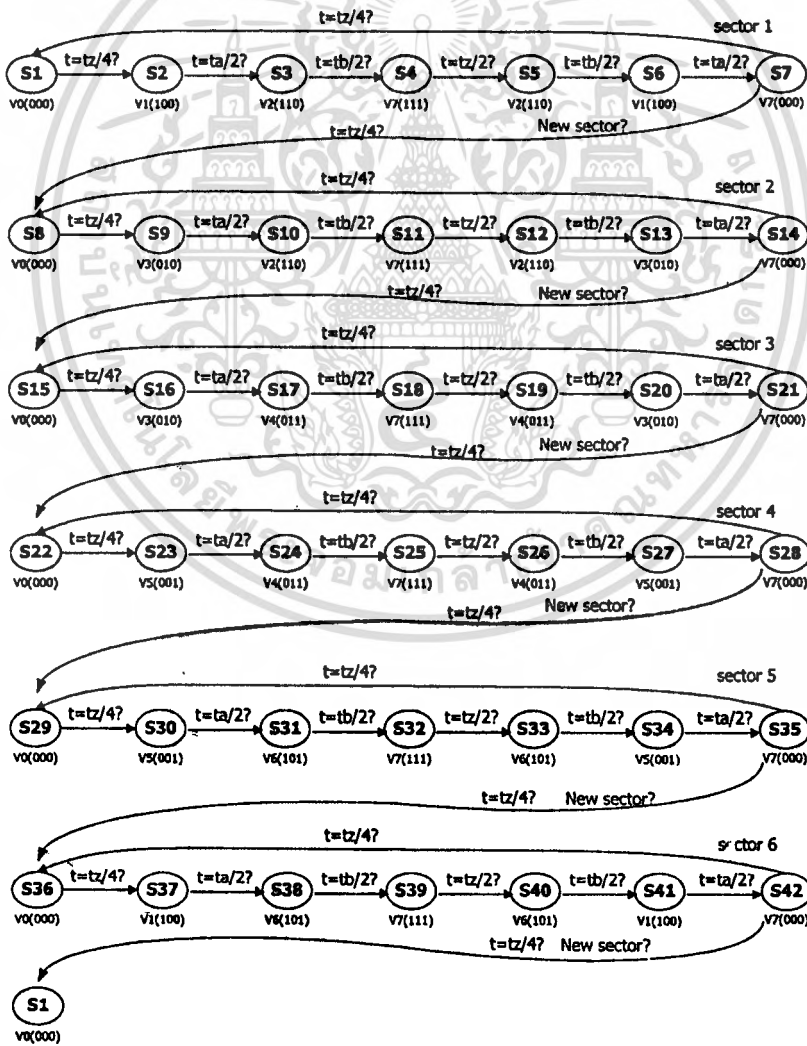 t=tz/4? sector 1
S1 t=tz/4? S2 t=ta/2? S3 t=tb/2? S4 t=tz/2? S5 t=tb/2? S6 t=ta/2? S7
V0(000) V1(100) V2(110) V7(111) V2(110) V1(100) V7(000)
t=tz/4? New sector?
t=tz/4? sector 2
S8 t=tz/4? S9 t=ta/2? S10 t=tb/2? S11 t=tz/2? S12 t=tb/2? S13 t=ta/2? S14
V0(000) V3(010) V2(110) V7(111) V2(110) V3(010) V7(000)
t=tz/4? New sector?
t=tz/4? sector 3
S15 t=tz/4? S16 t=ta/2? S17 t=tb/2? S18 t=tz/2? S19 t=tb/2? S20 t=ta/2? S21
V0(000) V3(010) V4(011) V7(111) V4(011) V3(010) V7(000)
t=tz/4? New sector?
t=tz/4? sector 4
S22 t=tz/4? S23 t=ta/2? S24 t=tb/2? S25 t=tz/2? S26 t=tb/2? S27 t=ta/2? S28
V0(000) V5(001) V4(011) V7(111) V4(011) V5(001) V7(000)
t=tz/4? New sector?
t=tz/4? sector 5
S29 t=tz/4? S30 t=ta/2? S31 t=tb/2? S32 t=tz/2? S33 t=tb/2? S34 t=ta/2? S35
V0(000) V5(001) V6(101) V7(111) V6(101) V5(001) V7(000)
t=tz/4? New sector?
t=tz/4? sector 6
S36 t=tz/4? S37 t=ta/2? S38 t=tb/2? S39 t=tz/2? S40 t=tb/2? S41 t=ta/2? S42
V0(000) V1(100) V6(101) V7(111) V6(101) V1(100) V7(000)
t=tz/4? New sector?
S1
V0(000)